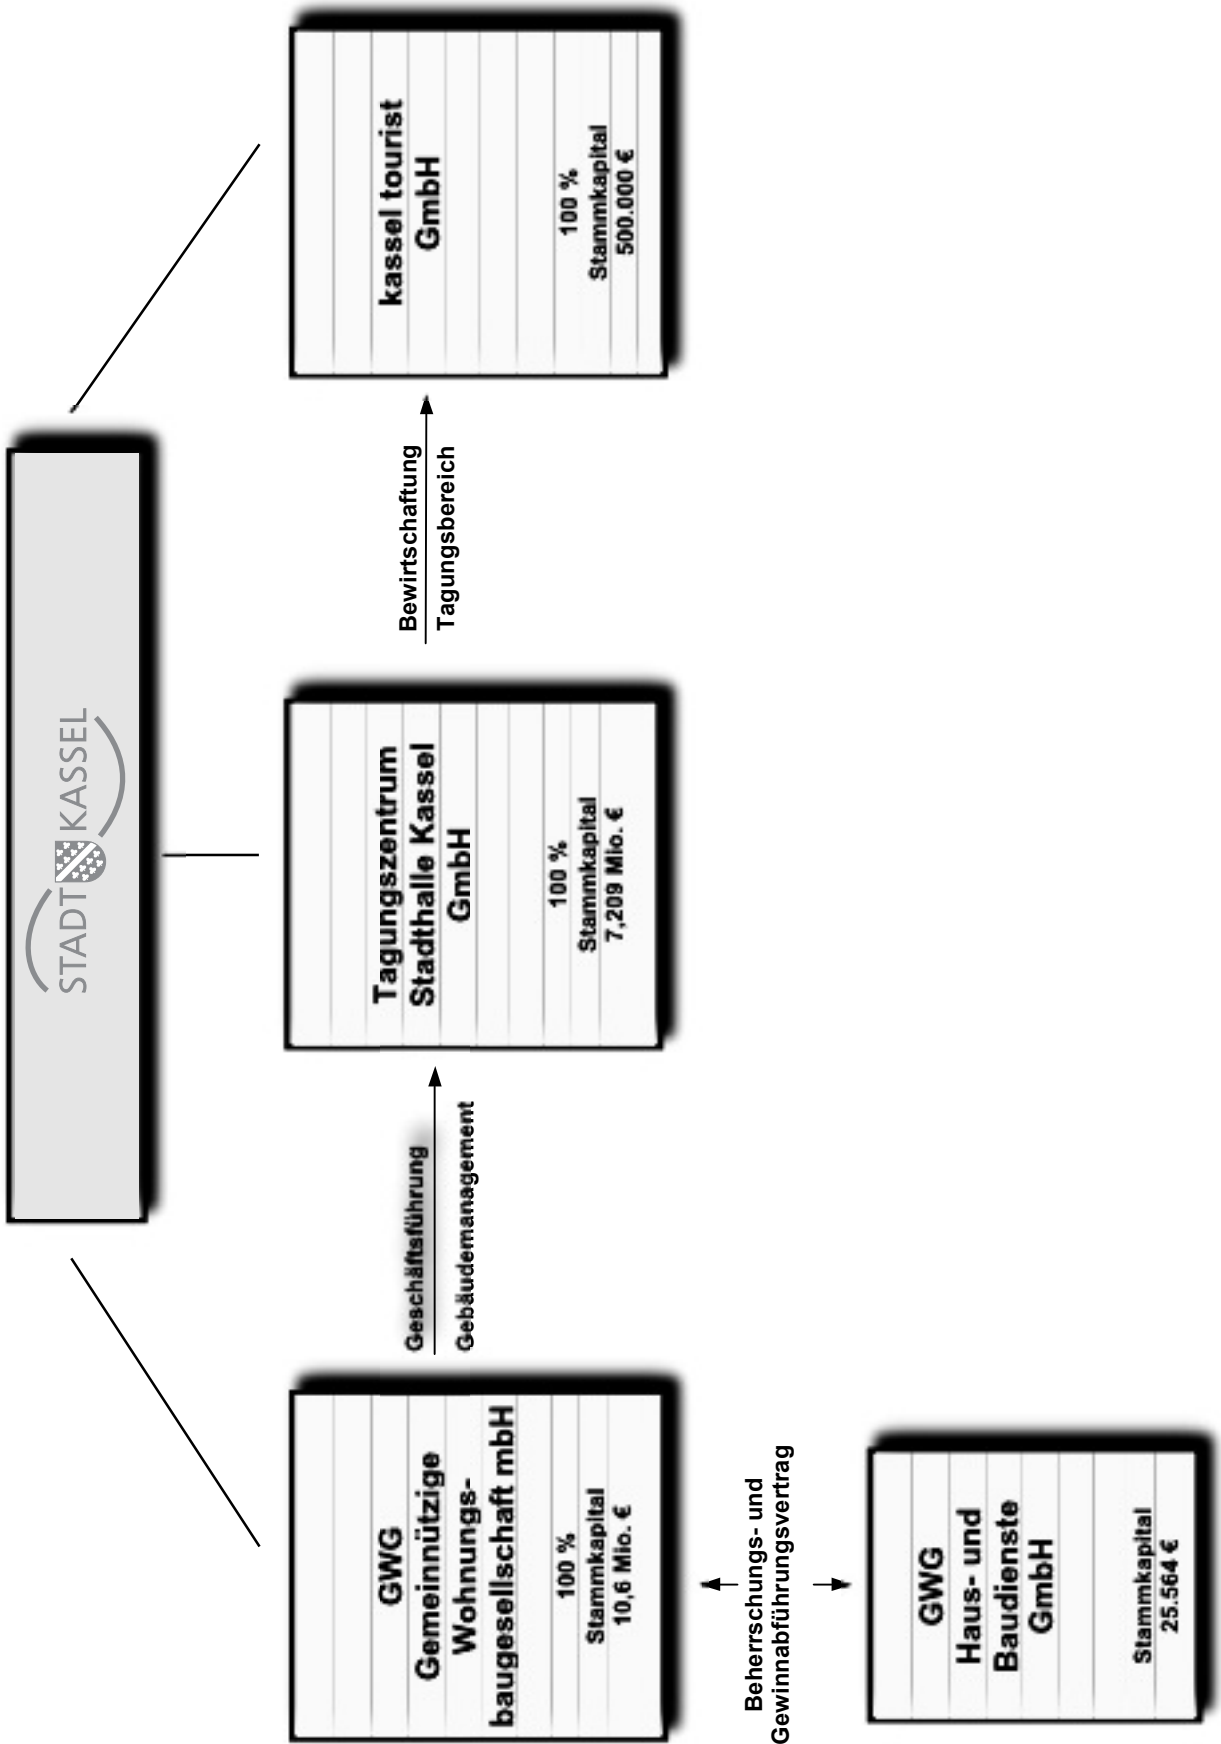 STADT KASSEL
GWG
Gemeinnützige
Wohnungs-
baugesellschaft mbH
100 %
Stammkapital
10,6 Mio. €
Geschäftsführung
Gebäudemanagement
Tagungszentrum
Stadthalle Kassel
GmbH
100 %
Stammkapital
7,209 Mio. €
Bewirtschaftung
Tagungsbereich
kassel tourist
GmbH
100 %
Stammkapital
500.000 €
Beherrschungs- und
Gewinnabführungsvertrag
GWG
Haus- und
Baudienste
GmbH
Stammkapital
25.564 €